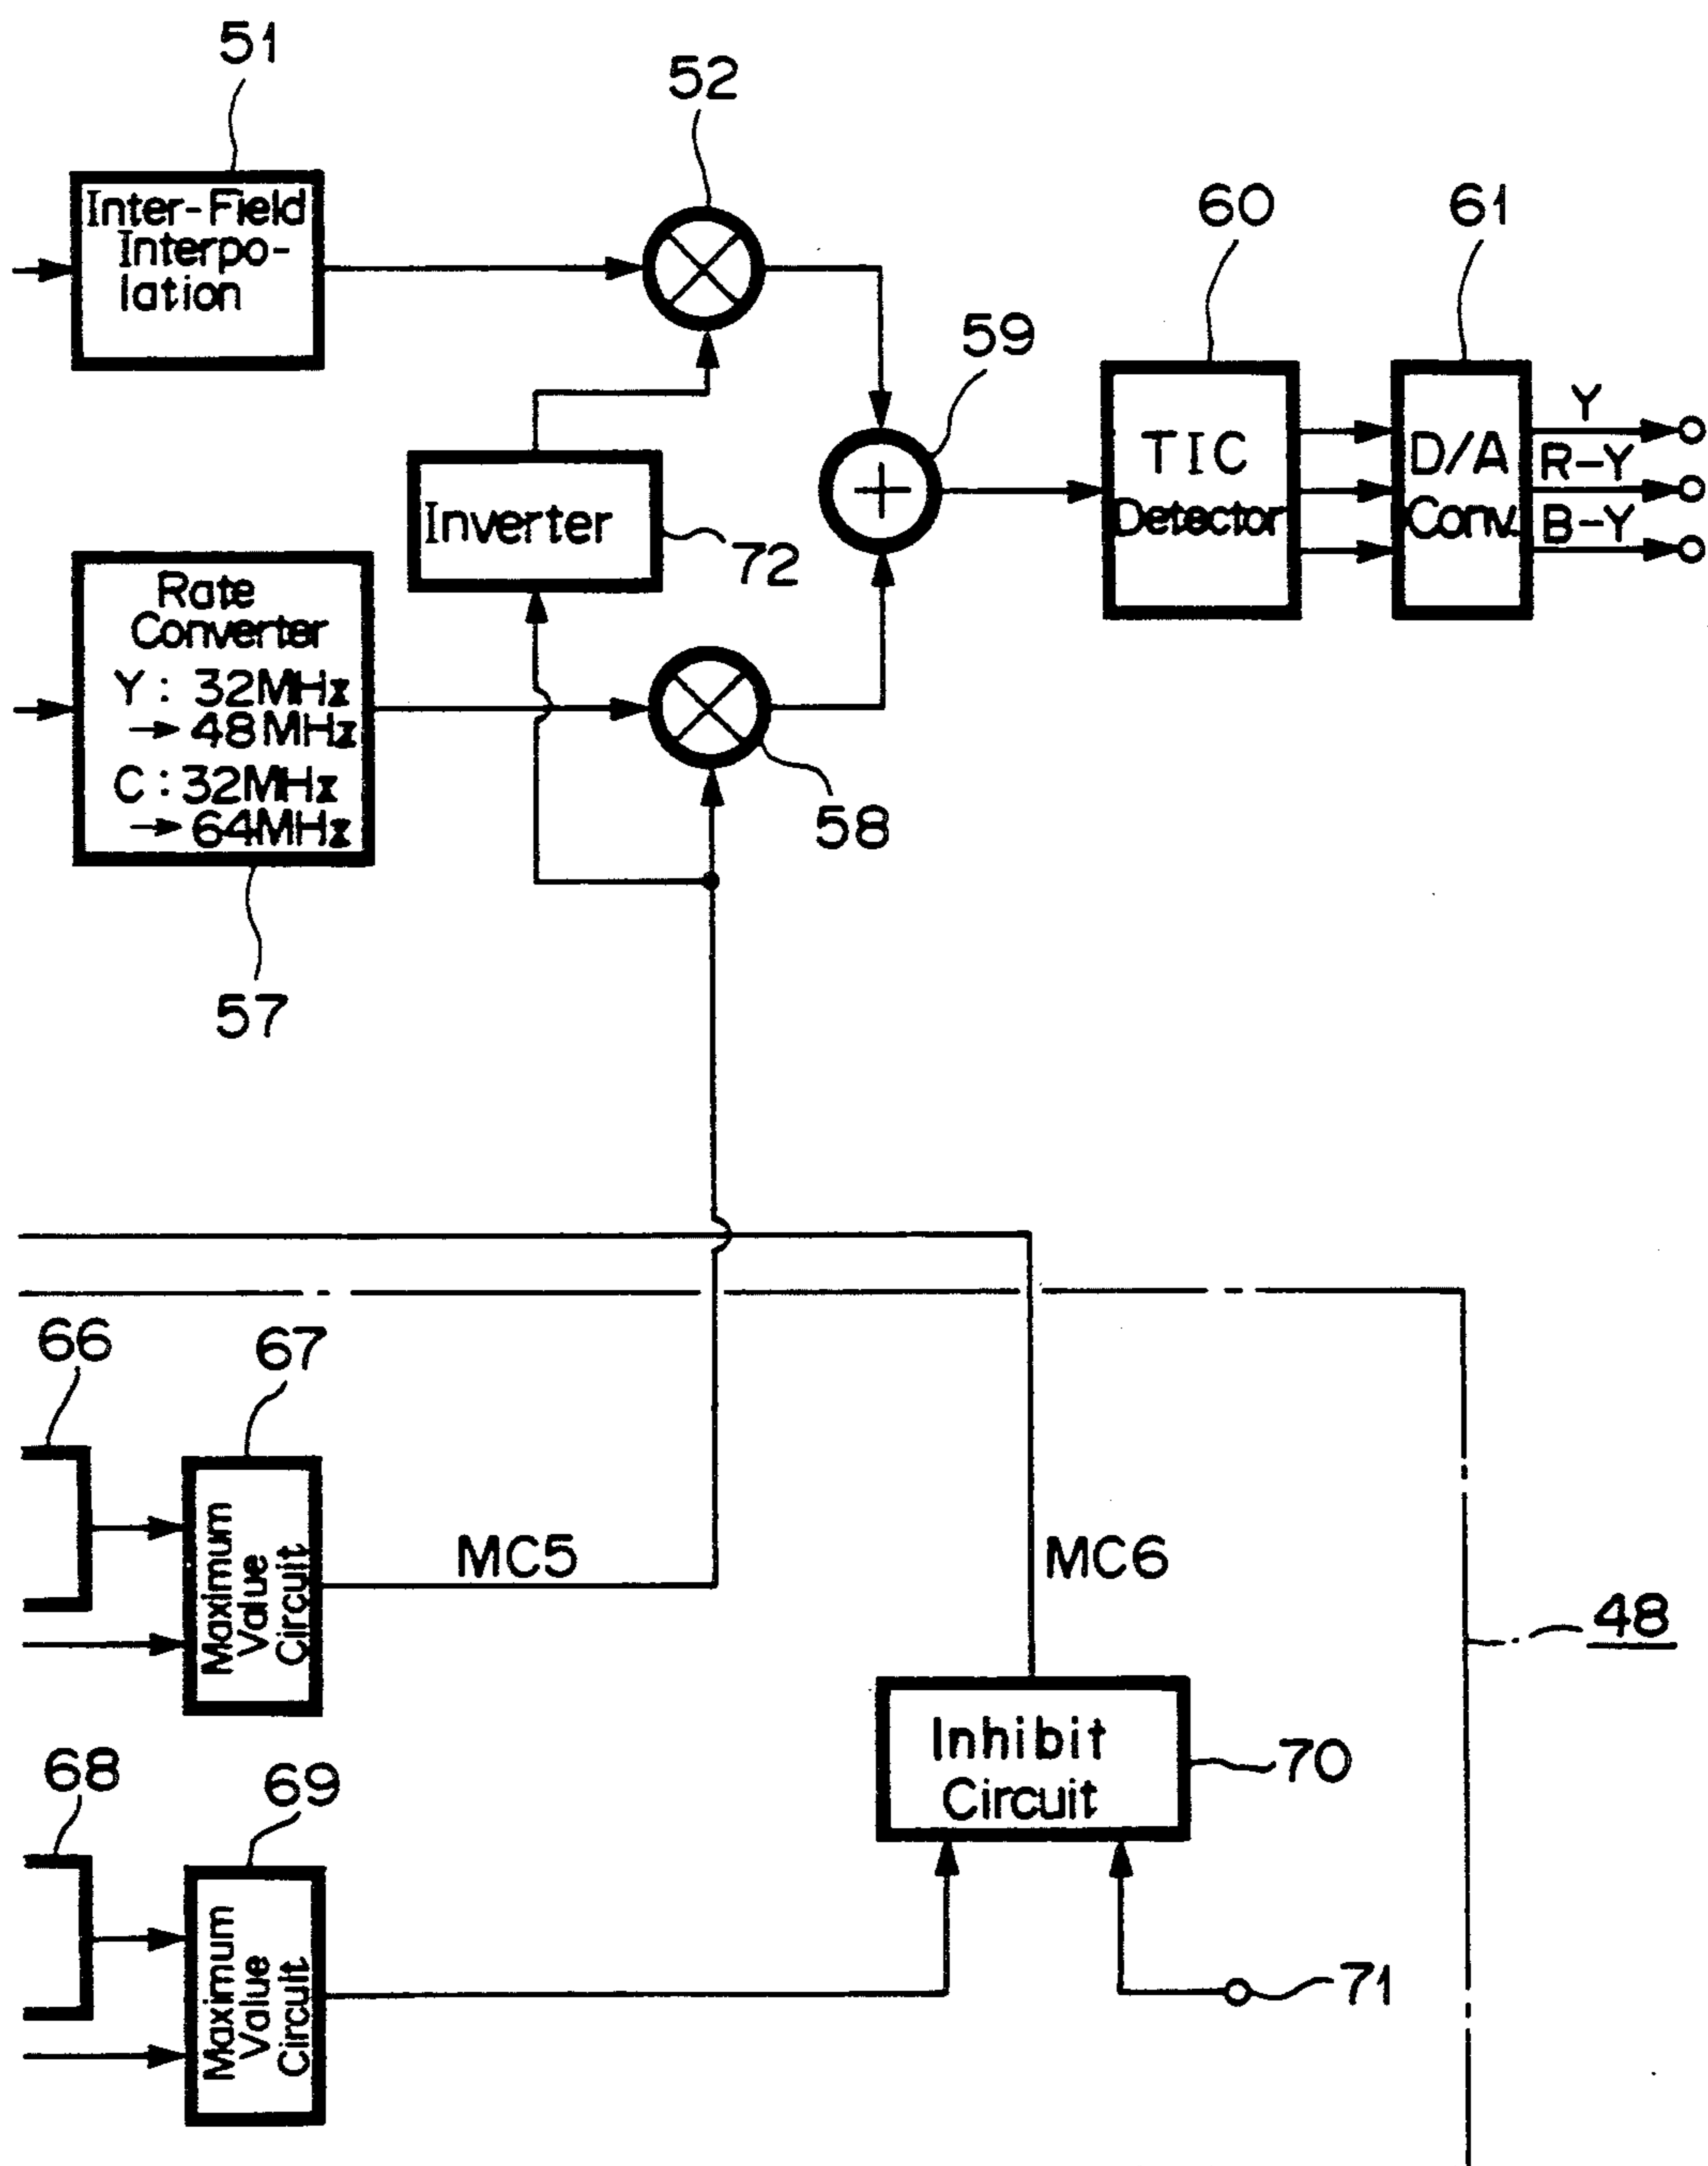 51
52
Inter-Field
Interpo-
lation
60
61
59
TIC
Detector
D/A
Conv.
Y
R-Y
B-Y
Inverter
72
Rate
Converter
Y : 32MHz
→ 48MHz
C : 32MHz
→ 64MHz
58
57
66
67
Maximum
Value
Circuit
MC5
MC6
48
68
69
Inhibit
Circuit
70
Maximum
Value
Circuit
71